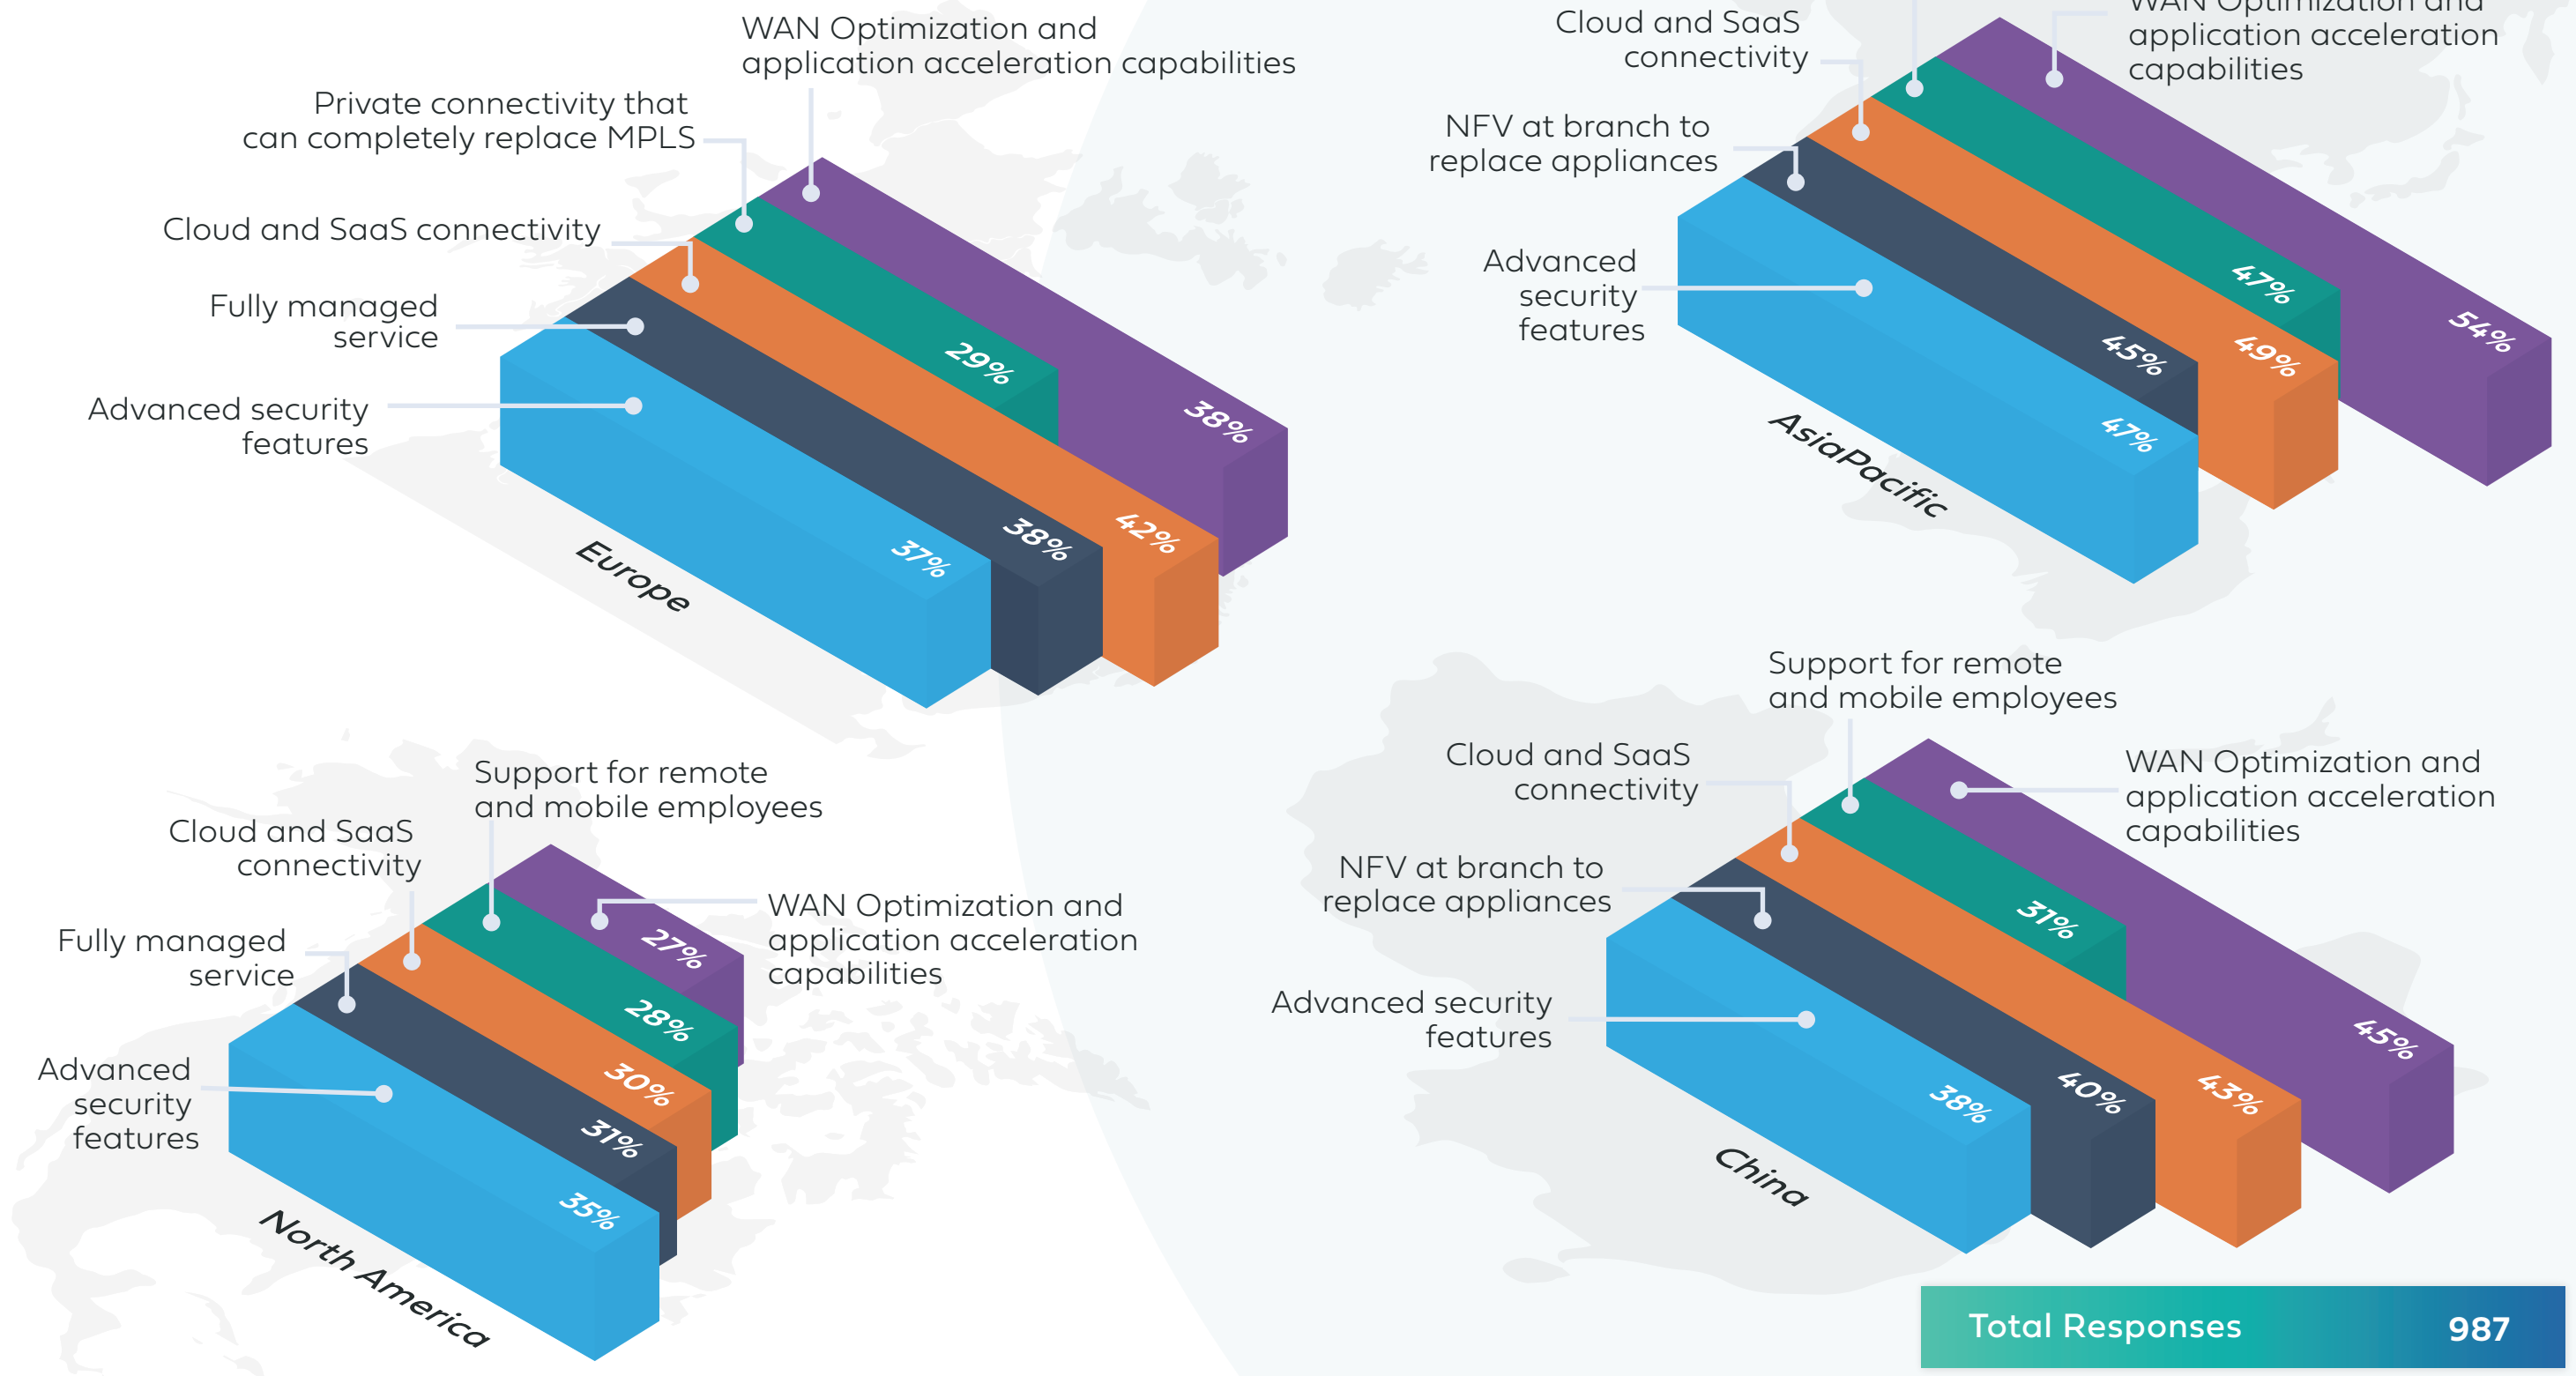 WAN Optimization and
application acceleration capabilities
Private connectivity that
can completely replace MPLS
Cloud and SaaS connectivity
Fully managed
service
Advanced security
features
29%
38%
42%
38%
37%
Europe
Cloud and SaaS
connectivity
WAN Optimization and
application acceleration
capabilities
NFV at branch to
replace appliances
Advanced
security
features
47%
54%
49%
45%
47%
AsiaPacific
Support for remote
and mobile employees
Cloud and SaaS
connectivity
Fully managed
service
WAN Optimization and
application acceleration
capabilities
Advanced
security
features
27%
28%
30%
31%
35%
North America
Support for remote
and mobile employees
Cloud and SaaS
connectivity
WAN Optimization and
application acceleration
capabilities
NFV at branch to
replace appliances
Advanced security
features
31%
45%
43%
40%
38%
China
Total Responses 987